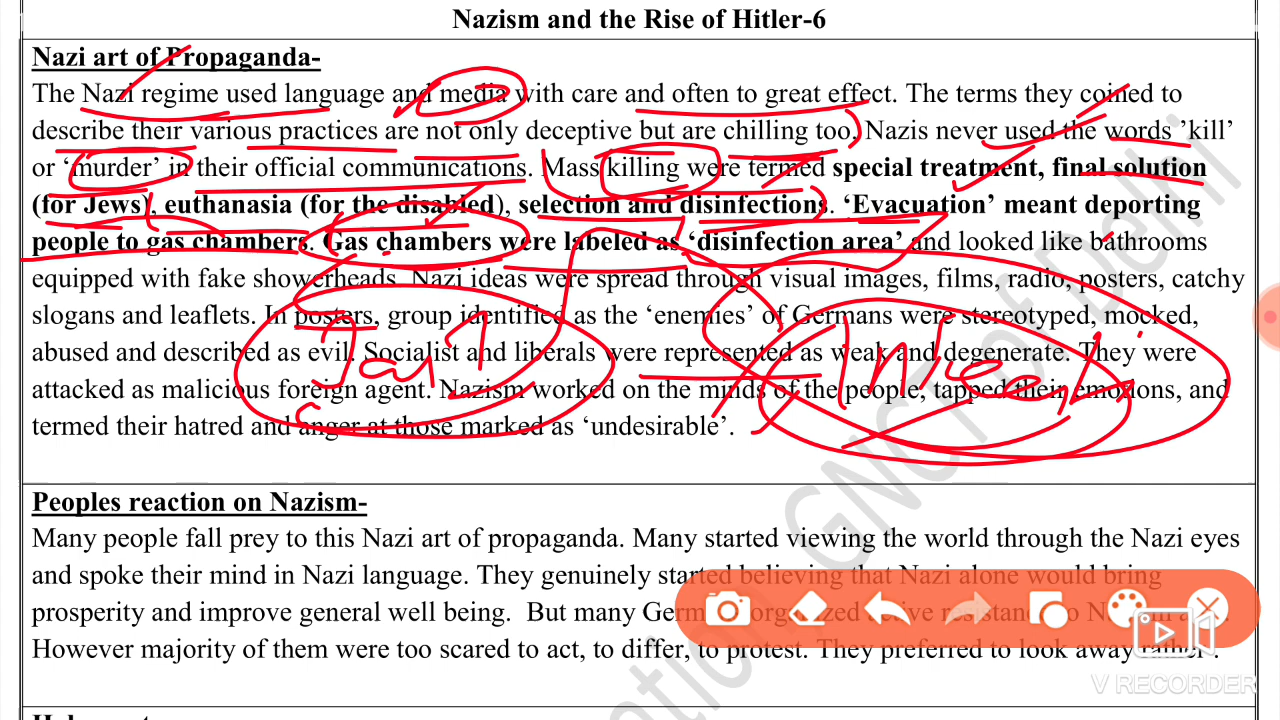 Nazism and the Rise of Hitler-6
Nazi art of Propaganda-
The Nazi regime used language and media with care and often to great effect. The terms they coined to
describe their various practices are not only deceptive but are chilling too. Nazis never used the words ’kill’
or ‘murder’ in their official communications. Mass killing were termed special treatment, final solution
(for Jews), euthanasia (for the disabled), selection and disinfections. ‘Evacuation’ meant deporting
people to gas chambers. Gas chambers were labeled as ‘disinfection area’ and looked like bathrooms
equipped with fake showerheads. Nazi ideas were spread through visual images, films, radio, posters, catchy
slogans and leaflets. In posters, group identified as the ‘enemies’ of Germans were stereotyped, mocked,
abused and described as evil. Socialist and liberals were represented as weak and degenerate. They were
attacked as malicious foreign agent. Nazism worked on the minds of the people, tapped their emotions, and
termed their hatred and anger at those marked as ‘undesirable’.
Peoples reaction on Nazism-
Many people fall prey to this Nazi art of propaganda. Many started viewing the world through the Nazi eyes
and spoke their mind in Nazi language. They genuinely started believing that Nazi alone would bring
prosperity and improve general well being. But many Germ organized active resistance to
However majority of them were too scared to act, to differ, to protest. They preferred to look away rather .
GNCT of Delhi
V RECORDER